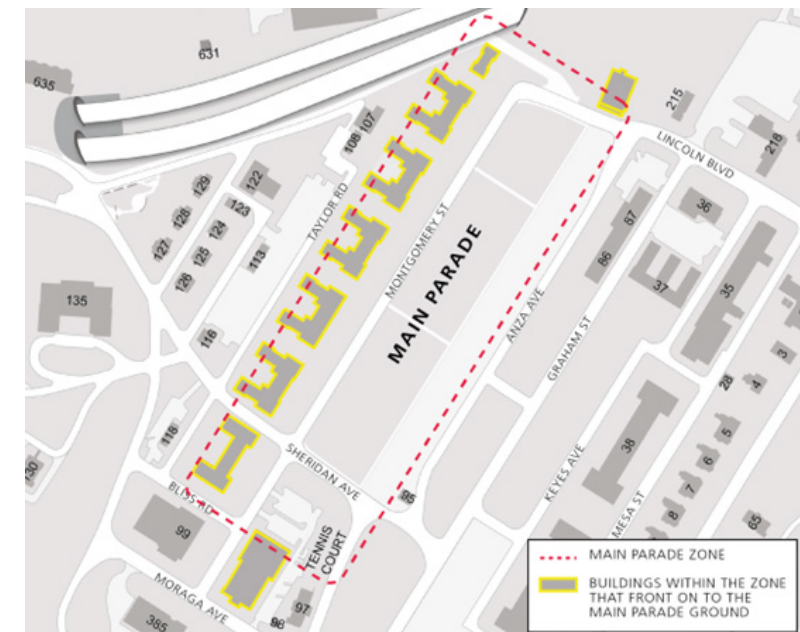 631
635
215
218
LINCOLN BLVD
108
107
129
122
128
123
127
124
125
126
113
TAYLOR RD
MONTGOMERY ST
MAIN PARADE
ANZA AVE
GRAHAM ST
87
86
36
37
35
135
116
3
28
4
5
6
7
8
38
65
118
130
BLISS RD
SHERIDAN AVE
95
KEYES AVE
MESA ST
99
TENNIS
COURT
MORAGA AVE
97
98
385
MAIN PARADE ZONE
BUILDINGS WITHIN THE ZONE
THAT FRONT ON TO THE
MAIN PARADE GROUND